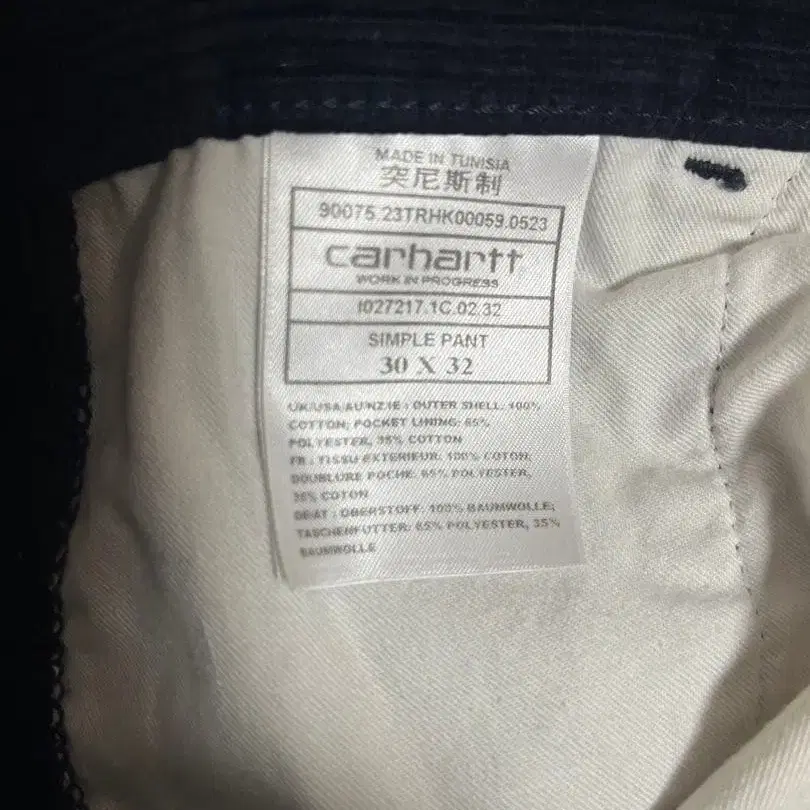 MADE IN TUNISIA
突尼斯制
90075.23TRHK00059.0523
carhartt
WORK IN PROGRESS
I027217.1C.02.32
SIMPLE PANT
30 X 32
UK/USA/AU/NZ/IE : OUTER SHELL: 100%
COTTON; POCKET LINING: 65%
POLYESTER, 35% COTTON
FR : TISSU EXTERIEUR: 100% COTON;
DOUBLURE POCHE: 65% POLYESTER,
35% COTON
DE/AT : OBERSTOFF: 100% BAUMWOLLE;
TASCHENFUTTER: 65% POLYESTER, 35%
BAUMWOLLE